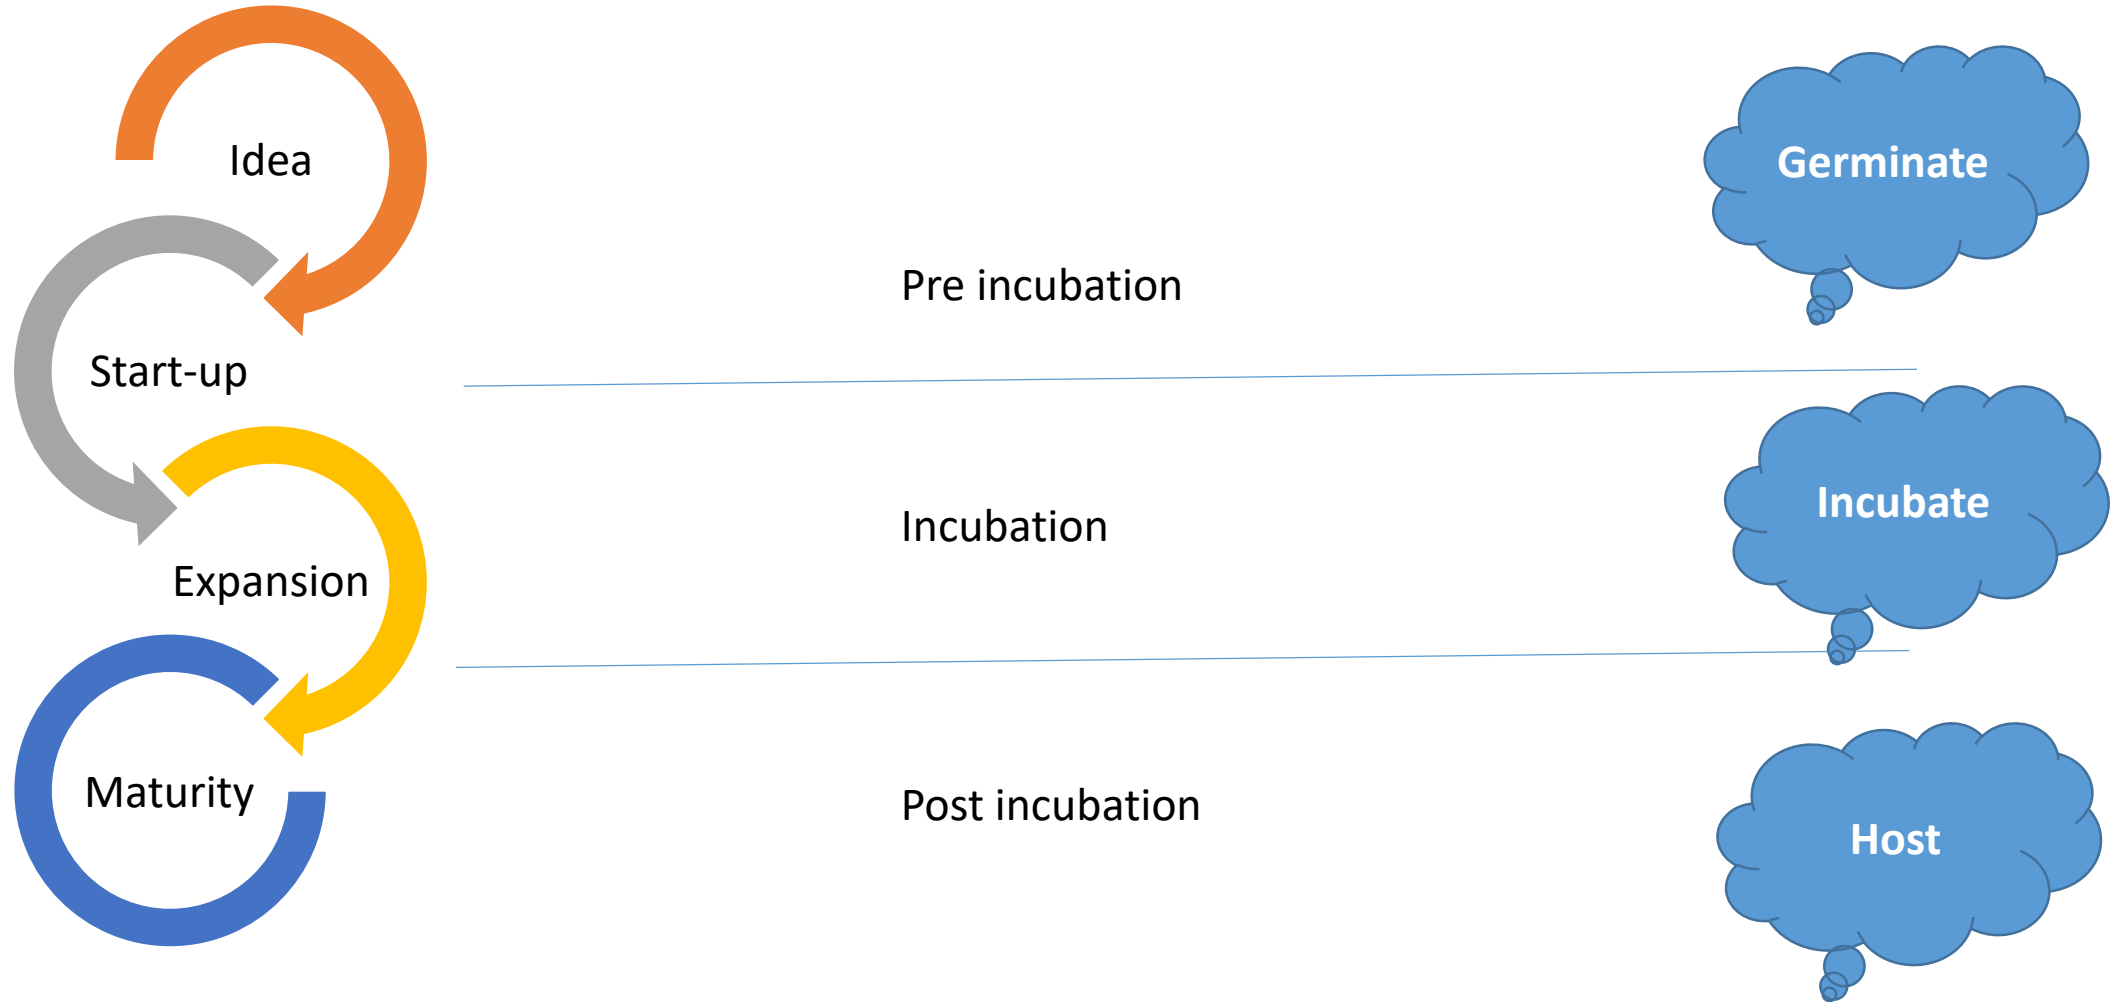 Idea
Germinate
Pre incubation
Start-up
Incubate
Incubation
Expansion
Maturity
Post incubation
Host